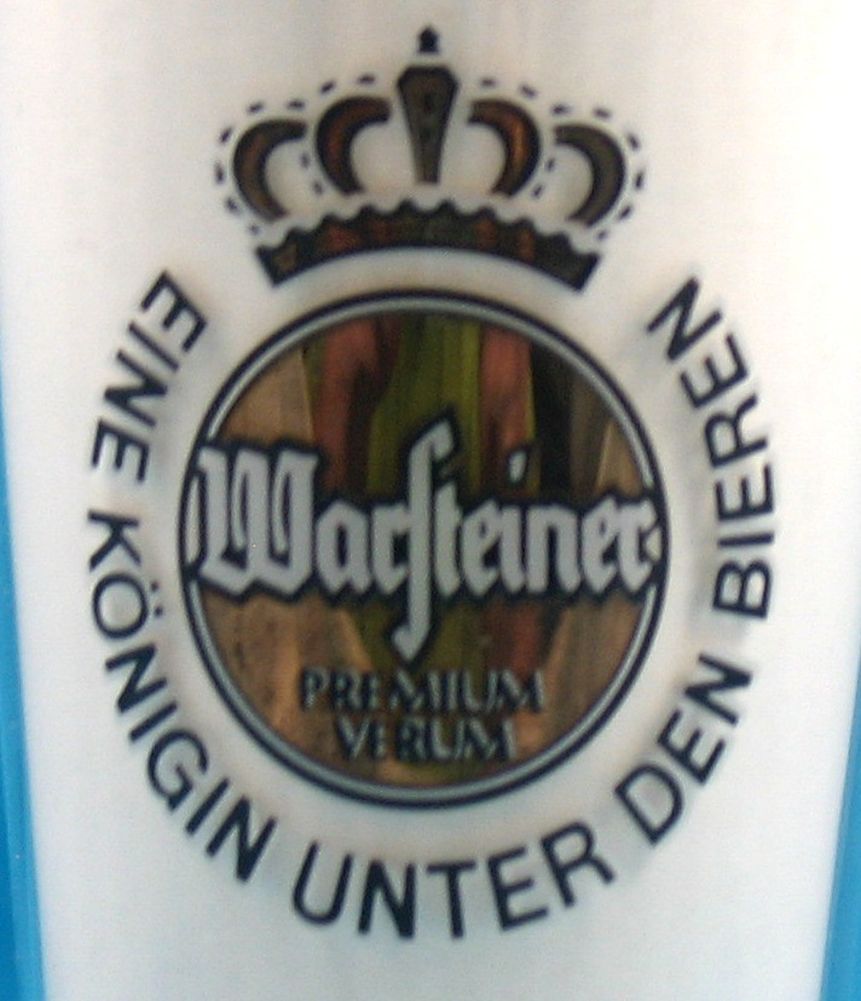 Warsteiner
PREMIUM
VERUM
EINE KÖNIGIN UNTER DEN BIEREN